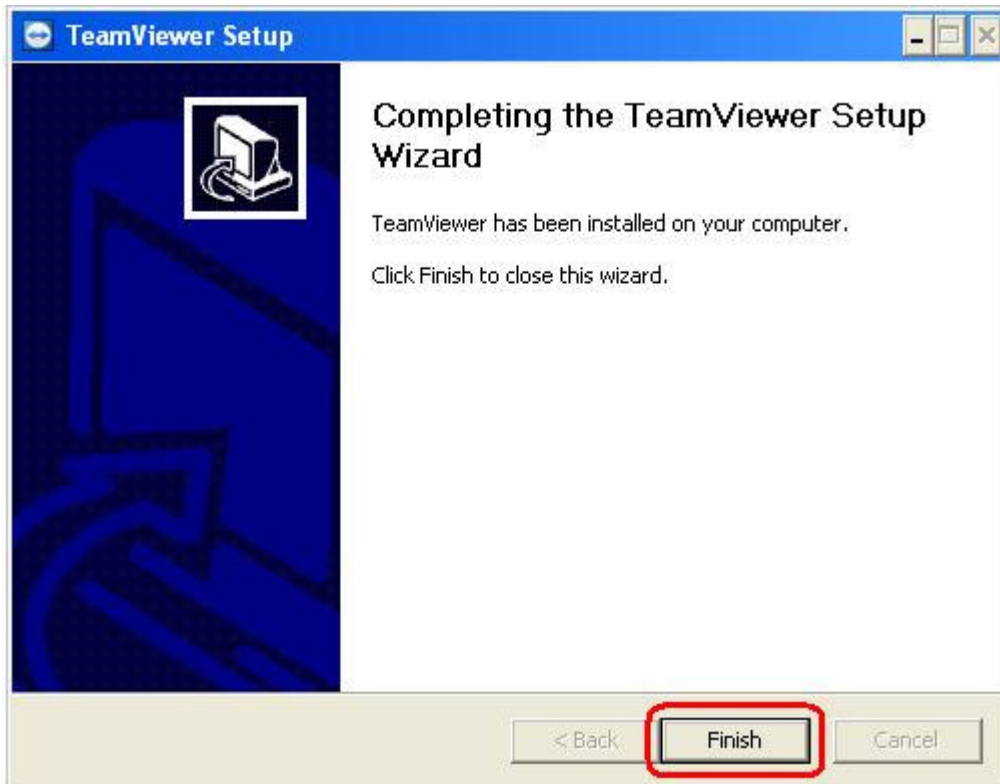 TeamViewer Setup
Completing the TeamViewer Setup
Wizard
TeamViewer has been installed on your computer.
Click Finish to close this wizard.
< Back
Finish
Cancel